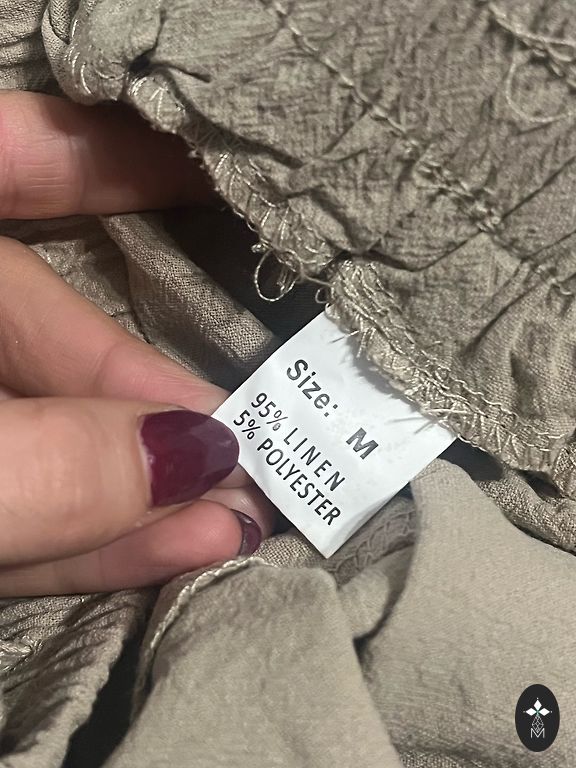 Size: M
95% LINEN
5% POLYESTER
M